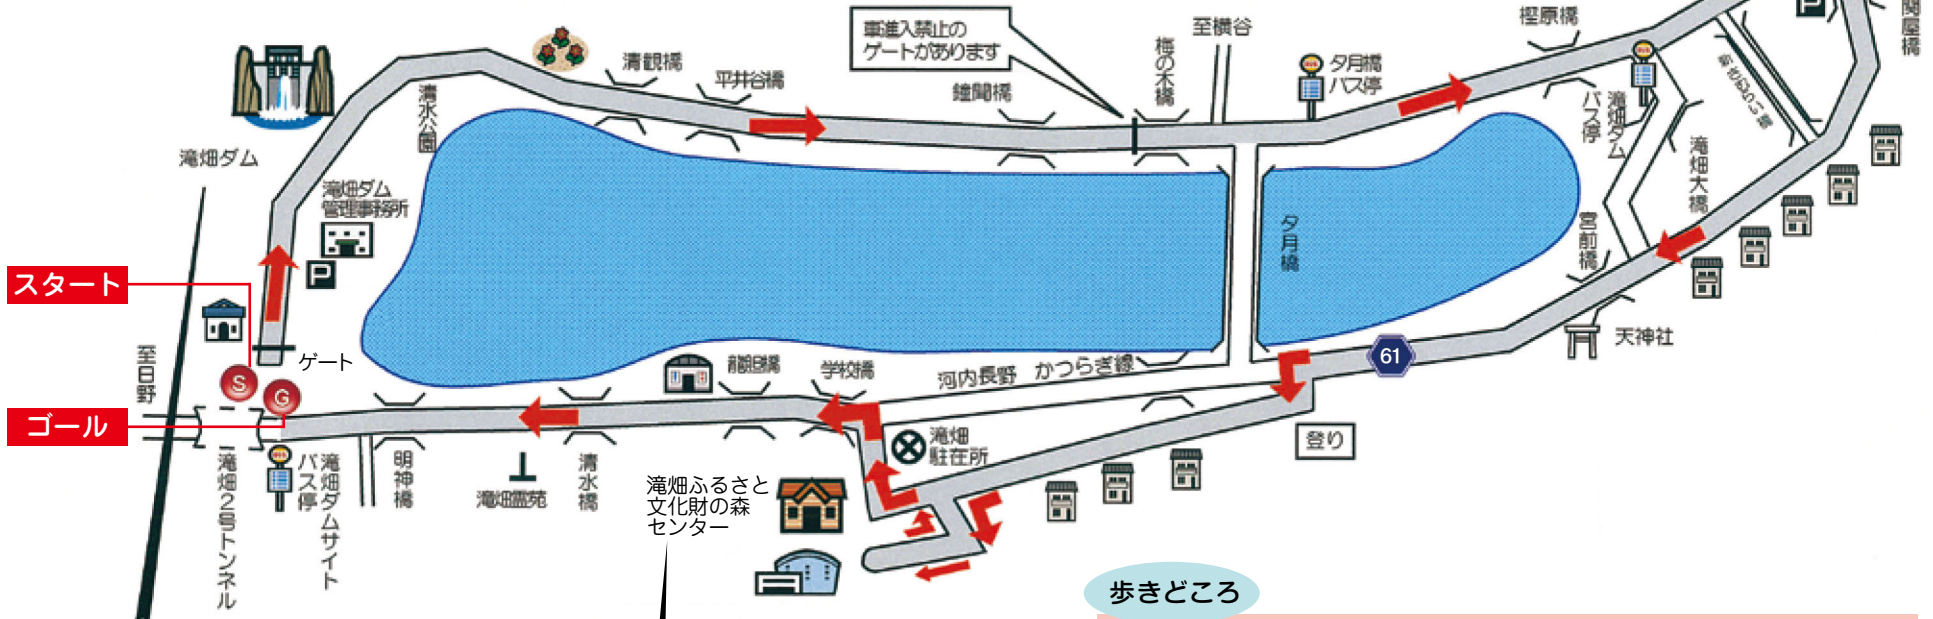 車進入禁止の
ゲートがあります
至横谷
樫原橋
関屋橋
P
清観橋
平井谷橋
鐘聞橋
梅の木橋
夕月橋
バス停
滝畑ダム
バス停
清水公園
滝畑ダム
滝畑ダム
管理事務所
P
滝畑大橋
宮前橋
夕月橋
スタート
ゲート
至日野
S
G
ゴール
学校橋
河内長野 かつらぎ線
61
天神社
登り
滝畑
駐在所
滝畑2号トンネル
滝畑ダムサイト
バス停
明神橋
滝畑霊苑
清水橋
滝畑ふるさと
文化財の森
センター
歩きどころ